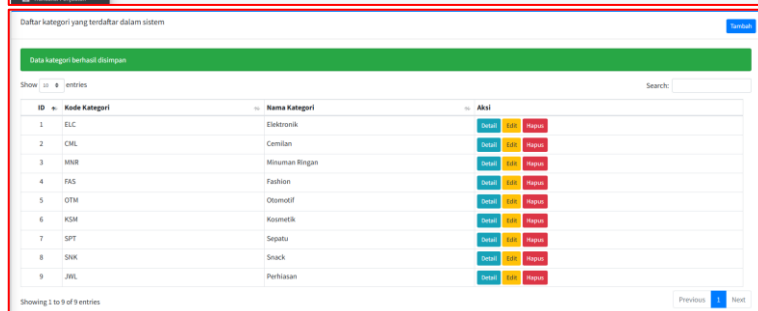 Daftar kategori yang terdaftar dalam sistem
Tambah
Data kategori berhasil disimpan
Show 10 entries
Search:
ID Kode Kategori Nama Kategori Aksi
1 ELC Elektronik Detail Edit Hapus
2 CML Cemilan Detail Edit Hapus
3 MNR Minuman Ringan Detail Edit Hapus
4 FAS Fashion Detail Edit Hapus
5 OTM Otomotif Detail Edit Hapus
6 KSM Kosmetik Detail Edit Hapus
7 SPT Sepatu Detail Edit Hapus
8 SNK Snack Detail Edit Hapus
9 JWL Perhiasan Detail Edit Hapus
Showing 1 to 9 of 9 entries
Previous 1 Next